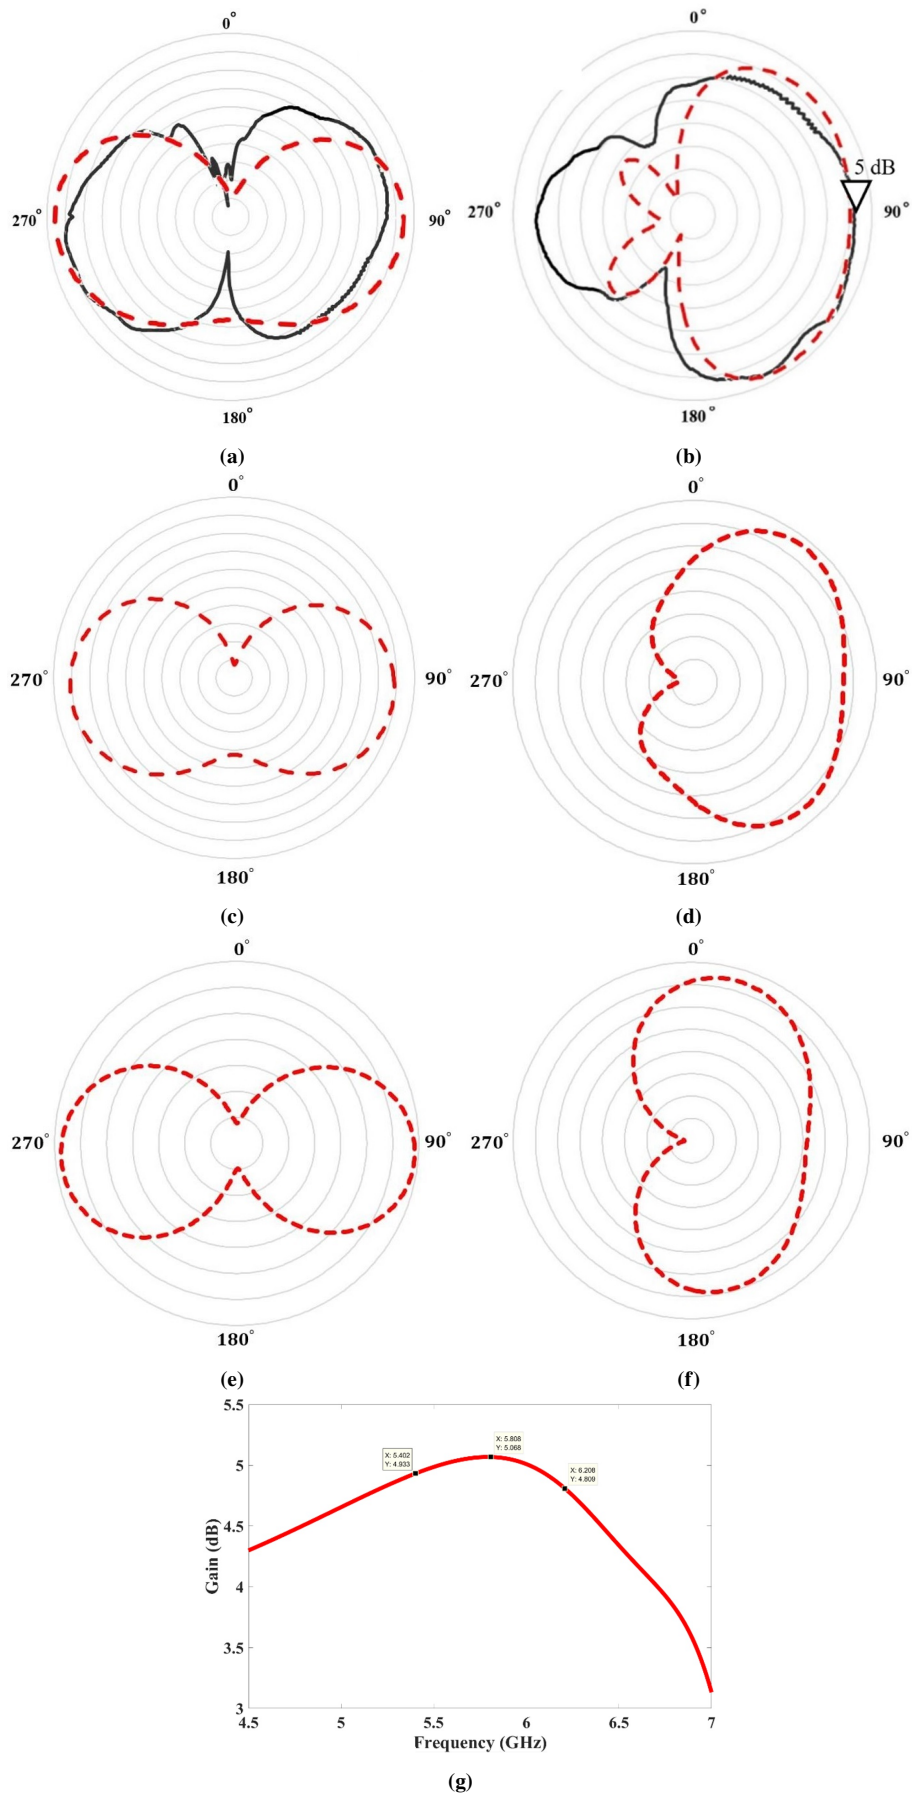 0°
0°
270°
90°
270°
5 dB
90°
180°
180°
(a)
(b)
0°
0°
270°
90°
270°
90°
180°
180°
(c)
(d)
0°
0°
270°
90°
270°
90°
180°
180°
(e)
(f)
5.5
5
4.5
4
3.5
3
Gain (dB)
X: 5.402
Y: 4.933
X: 5.808
Y: 5.068
X: 6.208
Y: 4.809
4.5
5
5.5
6
6.5
7
Frequency (GHz)
(g)